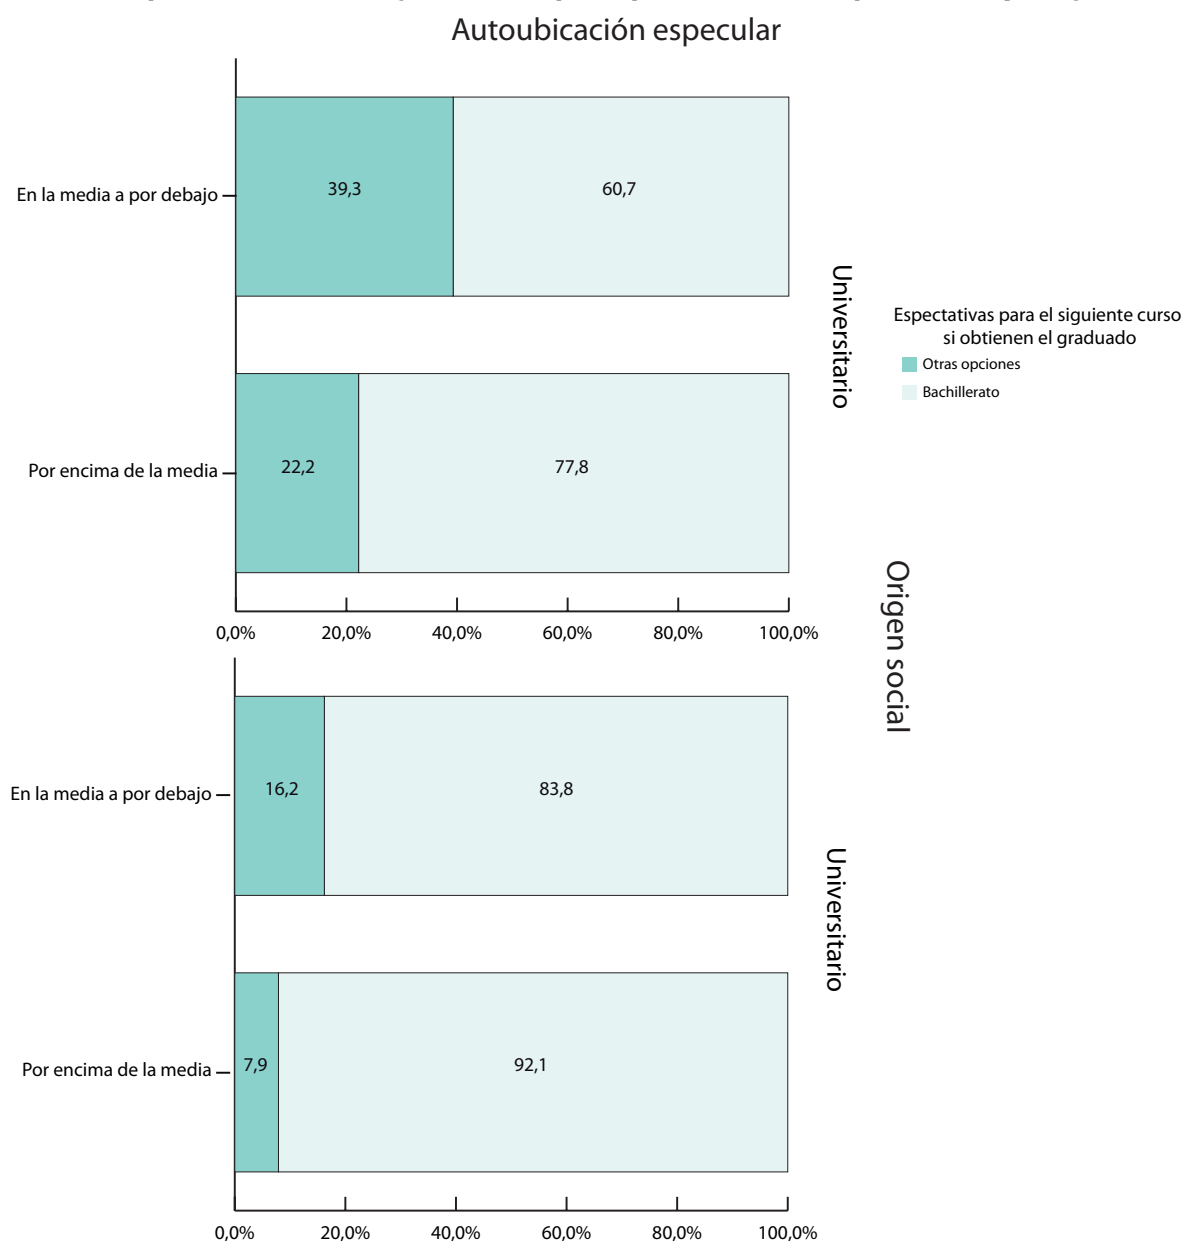 Autoubicación especular
En la media a por debajo
39,3
60,7
Por encima de la media
22,2
77,8
0,0%
20,0%
40,0%
60,0%
80,0%
100,0%
Universitario
Espectativas para el siguiente curso
si obtienen el graduado
Otras opciones
Bachillerato
Origen social
En la media a por debajo
16,2
83,8
Por encima de la media
7,9
92,1
0,0%
20,0%
40,0%
60,0%
80,0%
100,0%
Universitario